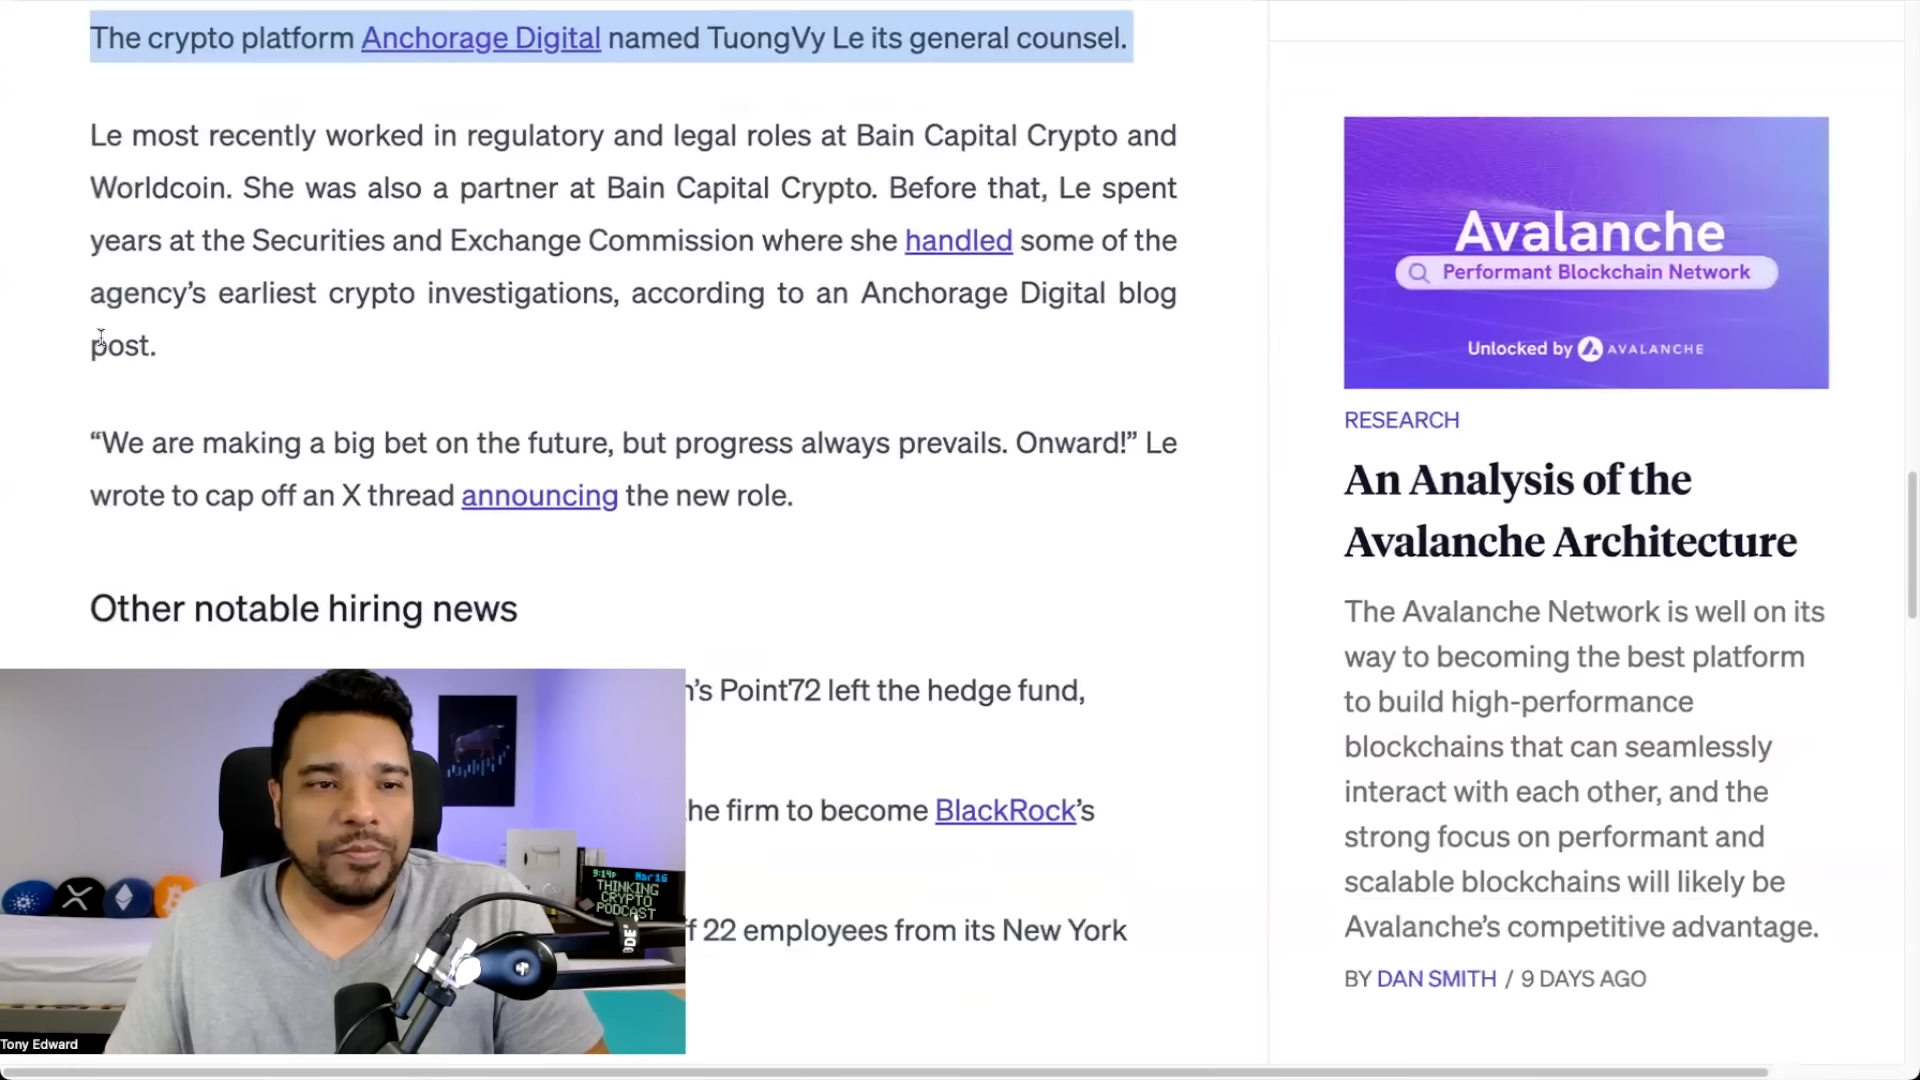 The crypto platform Anchorage Digital named TuongVy Le its general counsel.
Le most recently worked in regulatory and legal roles at Bain Capital Crypto and
Worldcoin. She was also a partner at Bain Capital Crypto. Before that, Le spent
years at the Securities and Exchange Commission where she handled some of the
agency’s earliest crypto investigations, according to an Anchorage Digital blog
post.
“We are making a big bet on the future, but progress always prevails. Onward!” Le
wrote to cap off an X thread announcing the new role.
Other notable hiring news
’s Point72 left the hedge fund,
he firm to become BlackRock’s
f 22 employees from its New York
9:14P Mar 16
THINKING
CRYPTO
PODCAST
Tony Edward
Avalanche
Performant Blockchain Network
Unlocked by AVALANCHE
RESEARCH
An Analysis of the
Avalanche Architecture
The Avalanche Network is well on its
way to becoming the best platform
to build high-performance
blockchains that can seamlessly
interact with each other, and the
strong focus on performant and
scalable blockchains will likely be
Avalanche’s competitive advantage.
BY DAN SMITH / 9 DAYS AGO